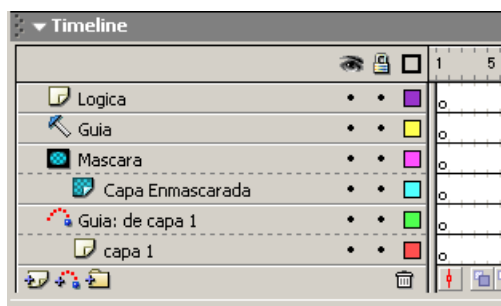 Timeline
1 5
Logica
Guia
Mascara
Capa Enmascarada
Guia: de capa 1
capa 1